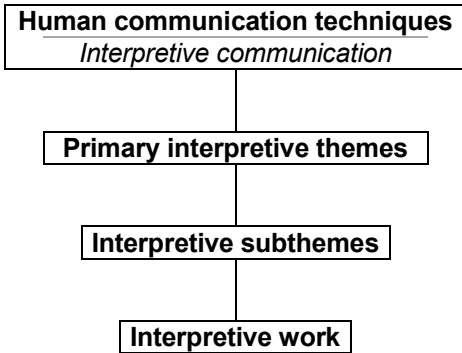 Human communication techniques
Interpretive communication
Primary interpretive themes
Interpretive subthemes
Interpretive work